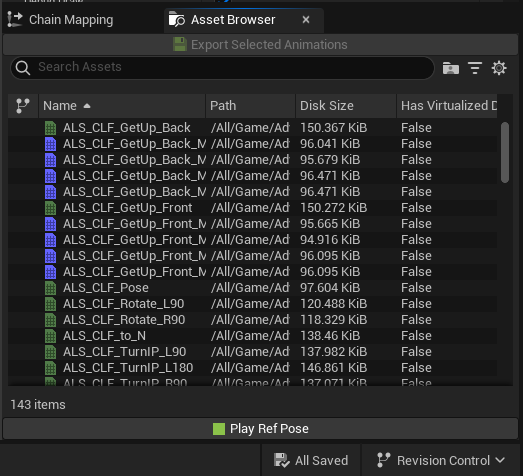 Chain Mapping Asset Browser
Export Selected Animations
Search Assets
Name Path Disk Size Has Virtualized D
ALS_CLF_GetUp_Back /All/Game/Ad 150.367 KiB False
ALS_CLF_GetUp_Back_M /All/Game/Ad 96.041 KiB False
ALS_CLF_GetUp_Back_M /All/Game/Ad 95.679 KiB False
ALS_CLF_GetUp_Back_M /All/Game/Ad 96.471 KiB False
ALS_CLF_GetUp_Back_M /All/Game/Ad 96.471 KiB False
ALS_CLF_GetUp_Front /All/Game/Ad 150.272 KiB False
ALS_CLF_GetUp_Front_M /All/Game/Ad 95.665 KiB False
ALS_CLF_GetUp_Front_M /All/Game/Ad 94.916 KiB False
ALS_CLF_GetUp_Front_M /All/Game/Ad 96.095 KiB False
ALS_CLF_GetUp_Front_M /All/Game/Ad 96.095 KiB False
ALS_CLF_Pose /All/Game/Ad 97.604 KiB False
ALS_CLF_Rotate_L90 /All/Game/Ad 120.488 KiB False
ALS_CLF_Rotate_R90 /All/Game/Ad 118.329 KiB False
ALS_CLF_to_N /All/Game/Ad 138.46 KiB False
ALS_CLF_TurnIP_L90 /All/Game/Ad 137.982 KiB False
ALS_CLF_TurnIP_L180 /All/Game/Ad 146.861 KiB False
ALS_CLF_TurnIP_R90 /All/Game/Ad 137.071 KiB False
143 items
Play Ref Pose
All Saved Revision Control